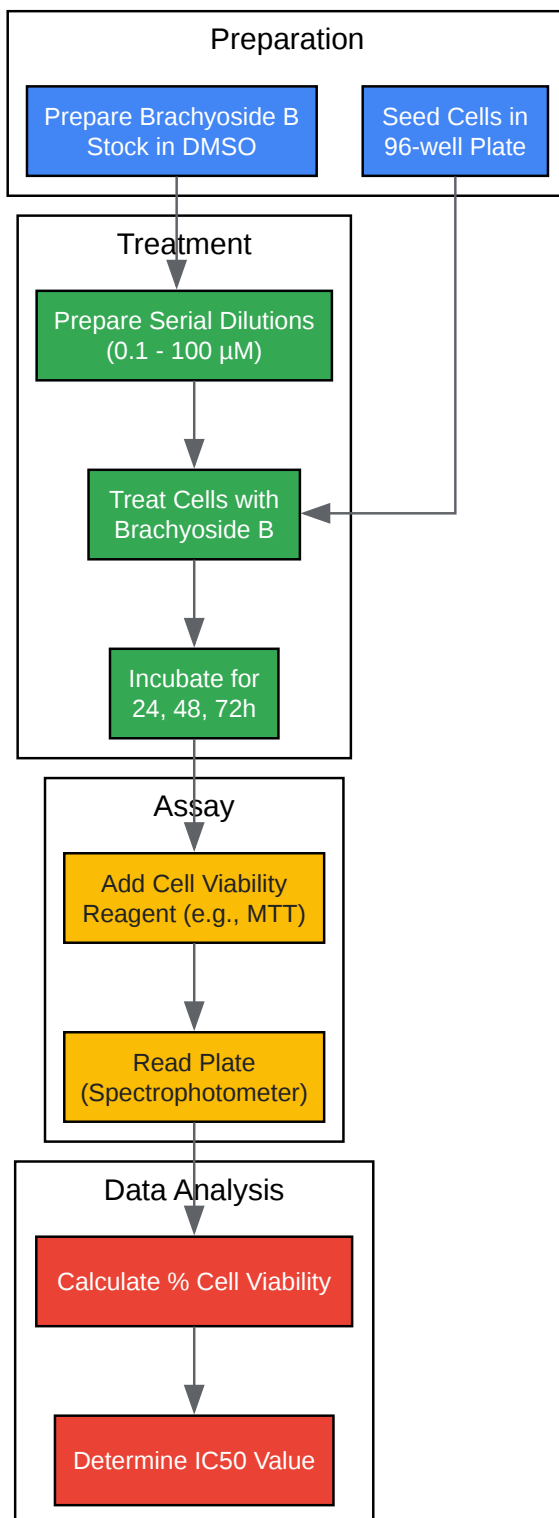 Preparation
Prepare Brachyoside B
Stock in DMSO
Seed Cells in
96-well Plate
Treatment
Prepare Serial Dilutions
(0.1 - 100 µM)
Treat Cells with
Brachyoside B
Incubate for
24, 48, 72h
Assay
Add Cell Viability
Reagent (e.g., MTT)
Read Plate
(Spectrophotometer)
Data Analysis
Calculate % Cell Viability
Determine IC50 Value